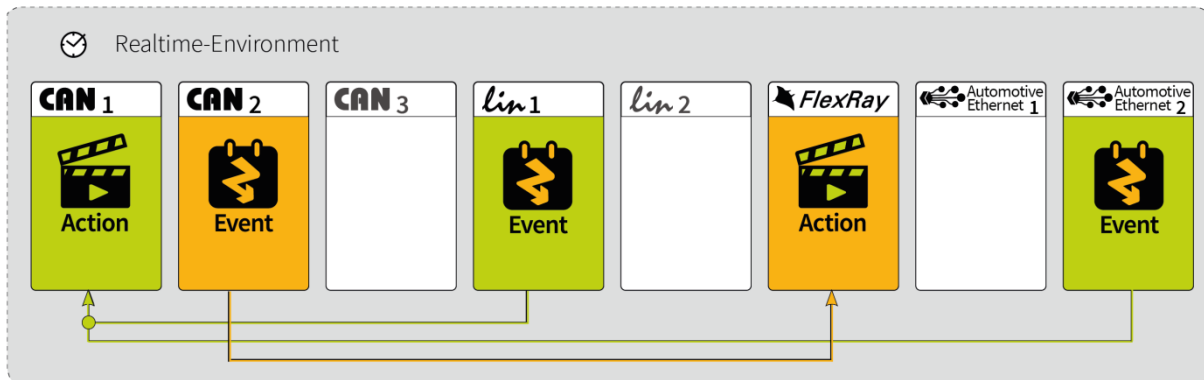 Realtime-Environment
CAN 1
CAN 2
CAN 3
lin 1
lin 2
FlexRay
Automotive
Ethernet 1
Automotive
Ethernet 2
Action
Event
Event
Action
Event